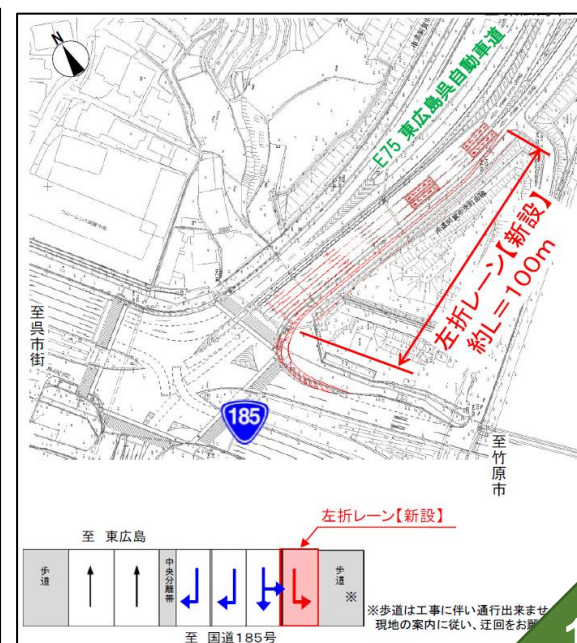 N
E75 東広島呉自動車道
左折レーン【新設】
約L=100m
至呉市街
185
至竹原市
左折レーン【新設】
至 東広島
歩道
中央分離帯
歩道
※
至 国道185号
※歩道は工事に伴い通行出来ませ
現地の案内に従い、迂回をお願